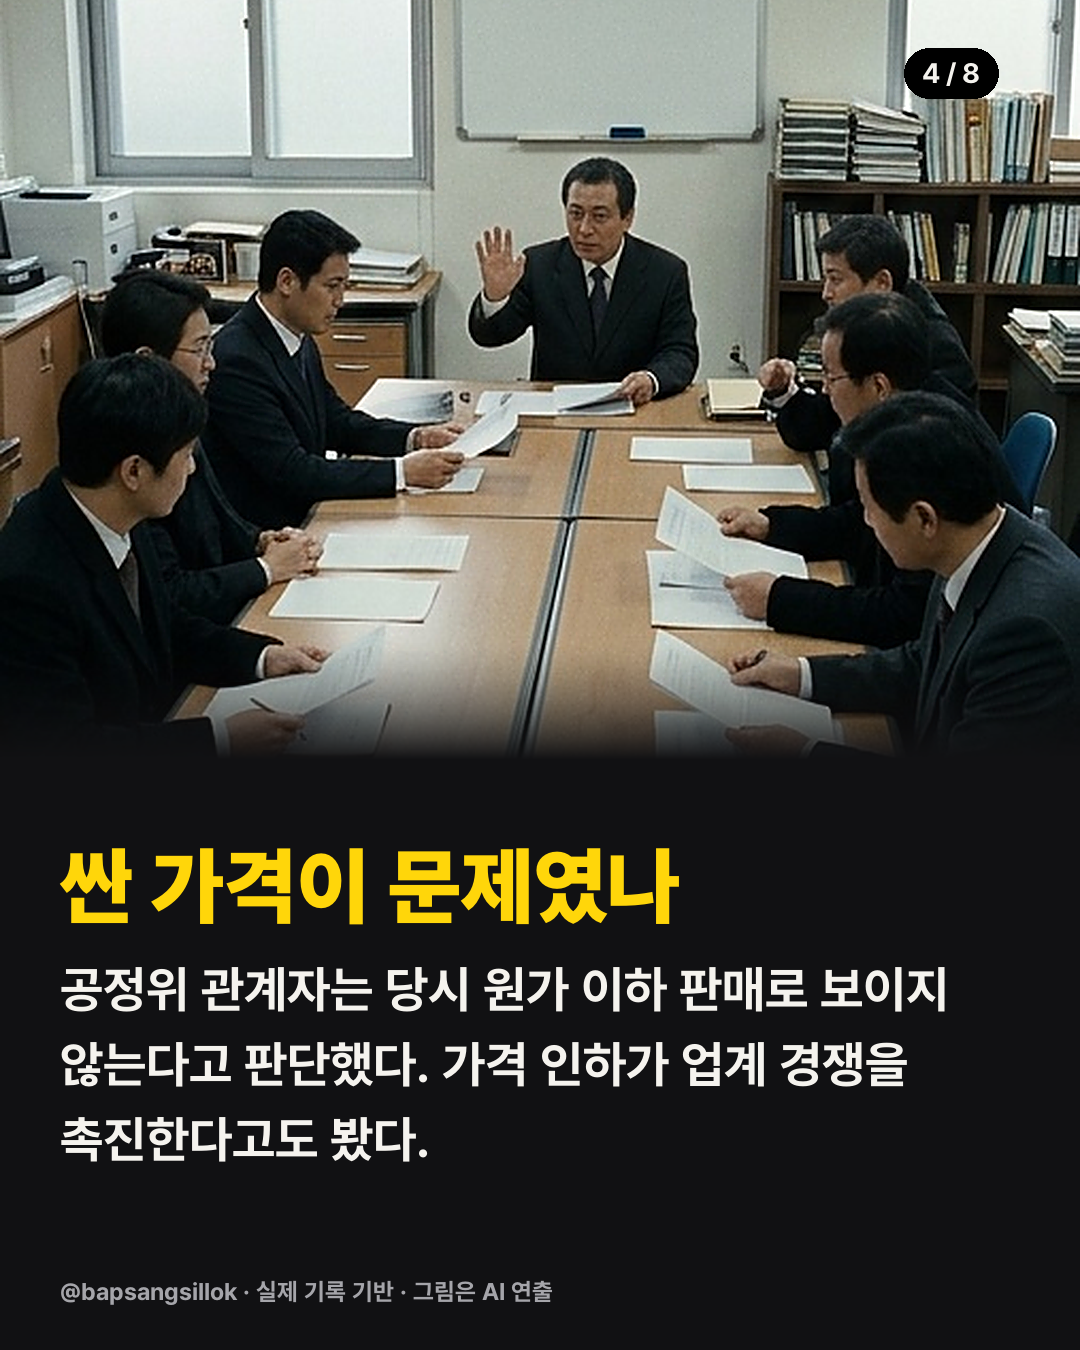 4 / 8
싼 가격이 문제였나
공정위 관계자는 당시 원가 이하 판매로 보이지
않는다고 판단했다. 가격 인하가 업계 경쟁을
촉진한다고도 봤다.
@bapsangsillok · 실제 기록 기반 · 그림은 AI 연출